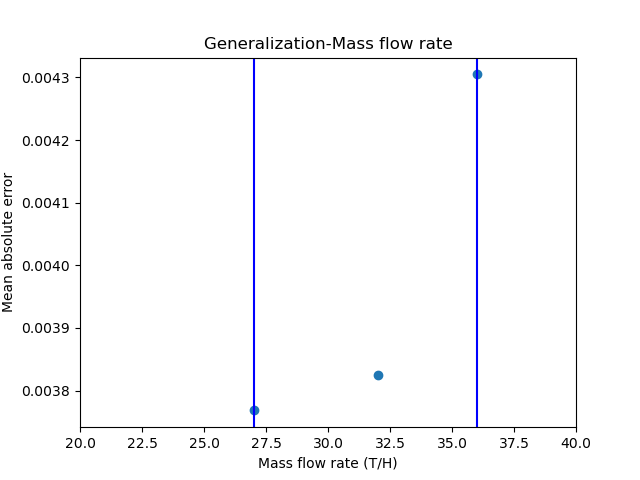 Generalization-Mass flow rate
Mean absolute error
0.0043
0.0042
0.0041
0.0040
0.0039
0.0038
20.0 22.5 25.0 27.5 30.0 32.5 35.0 37.5 40.0
Mass flow rate (T/H)